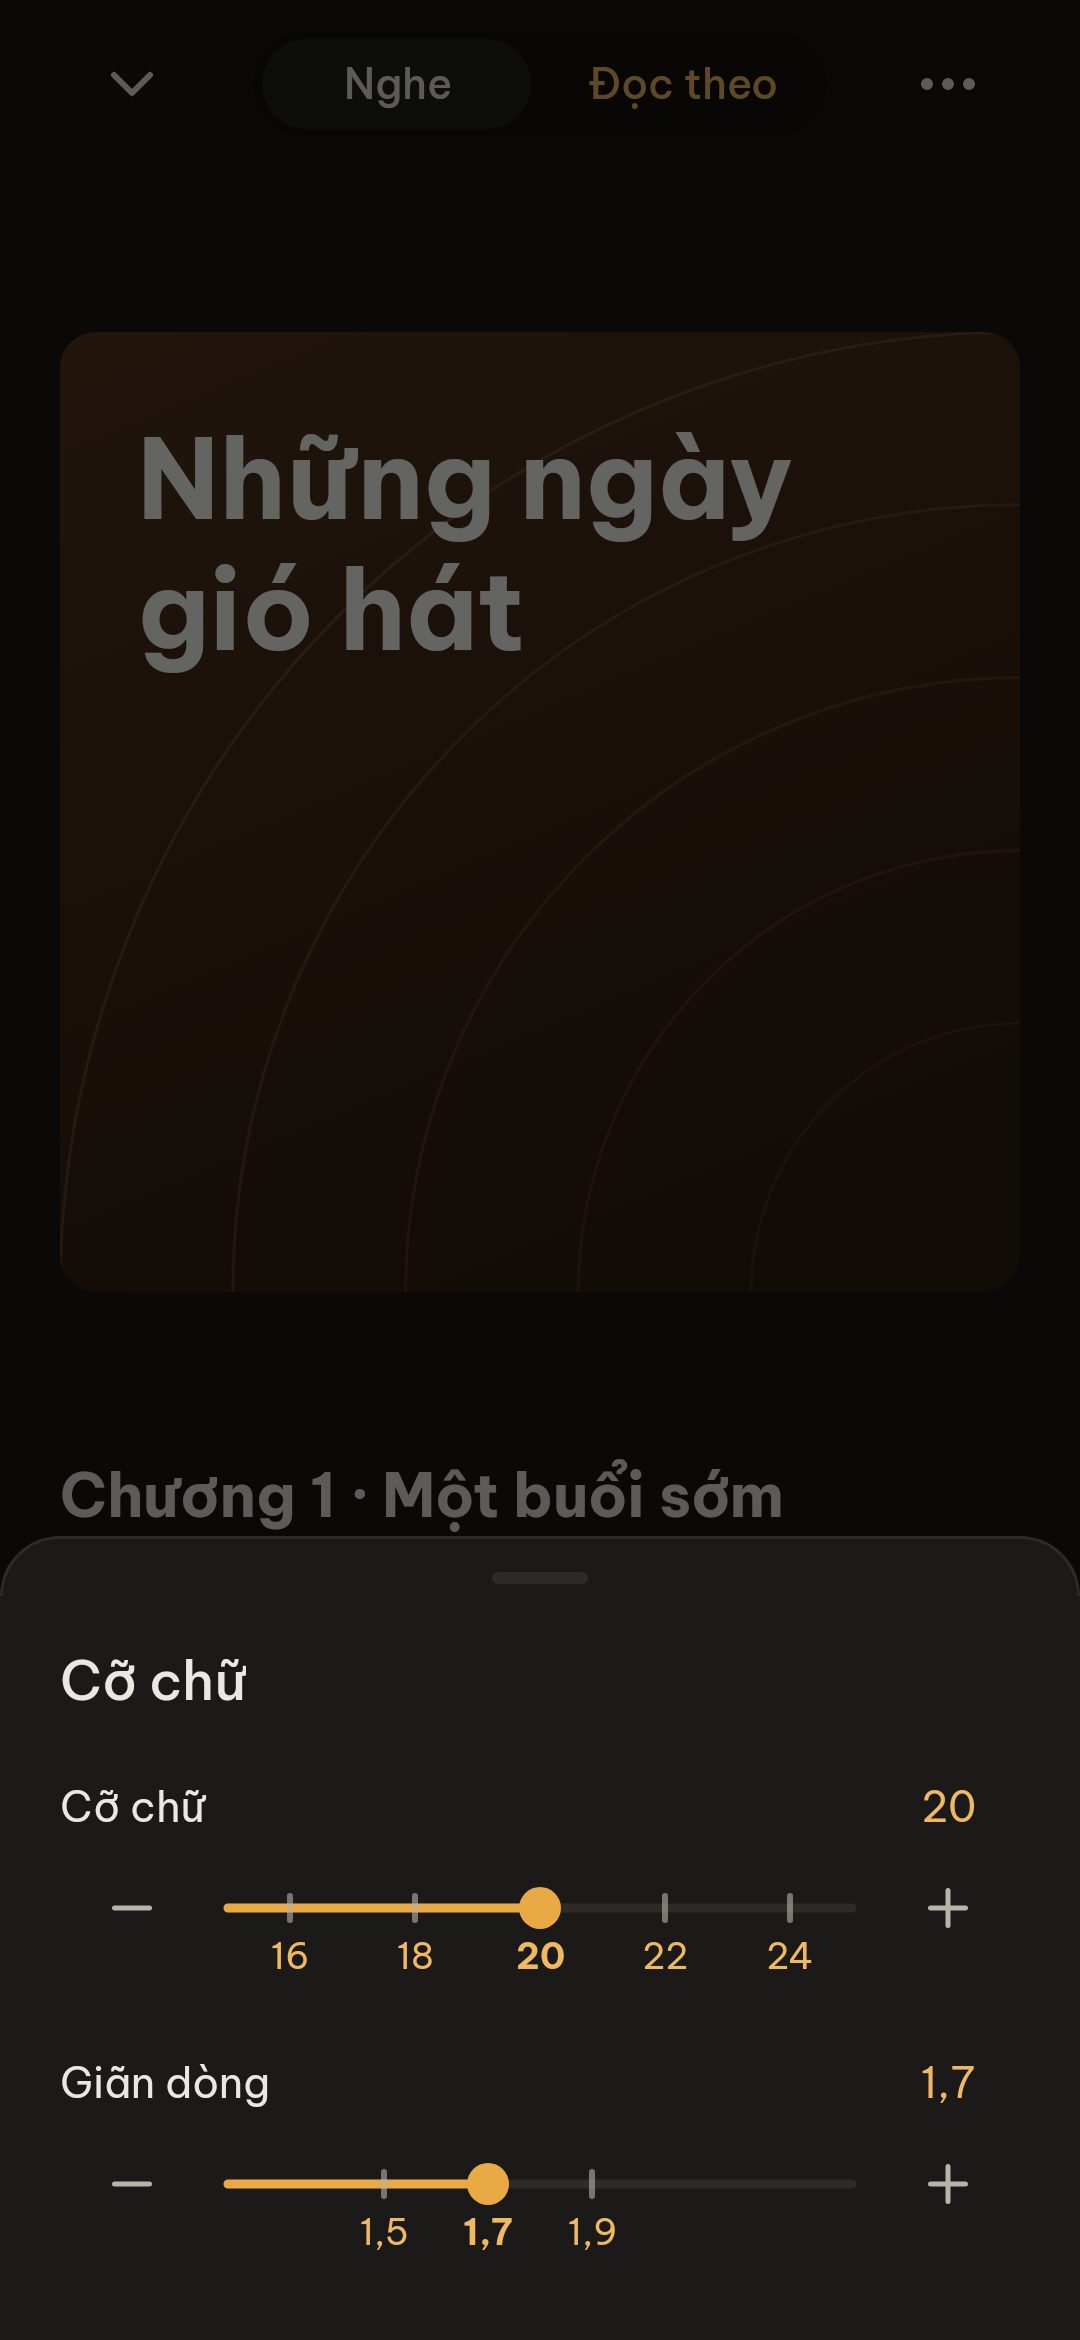 Nghe Đọc theo
Những ngày
gió hát
Chương 1 · Một buổi sớm
Cỡ chữ
Cỡ chữ 20
16 18 20 22 24
Giãn dòng 1,7
1,5 1,7 1,9